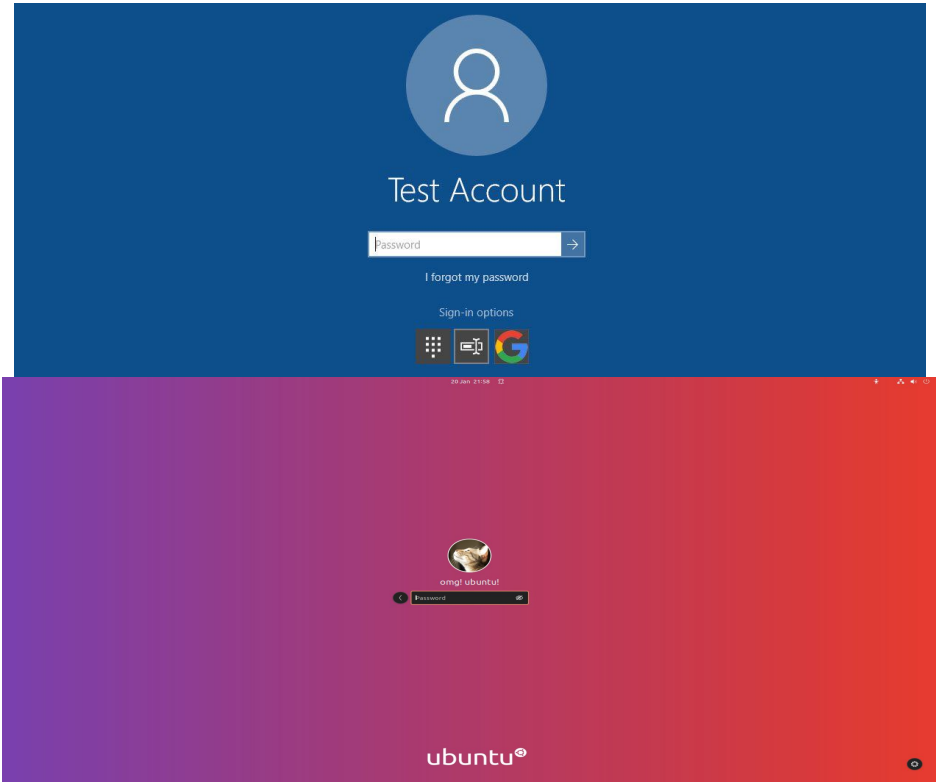 Test Account
Password
I forgot my password
Sign-in options
20 Jan 21:58
omg! ubuntu!
Password
ubuntu